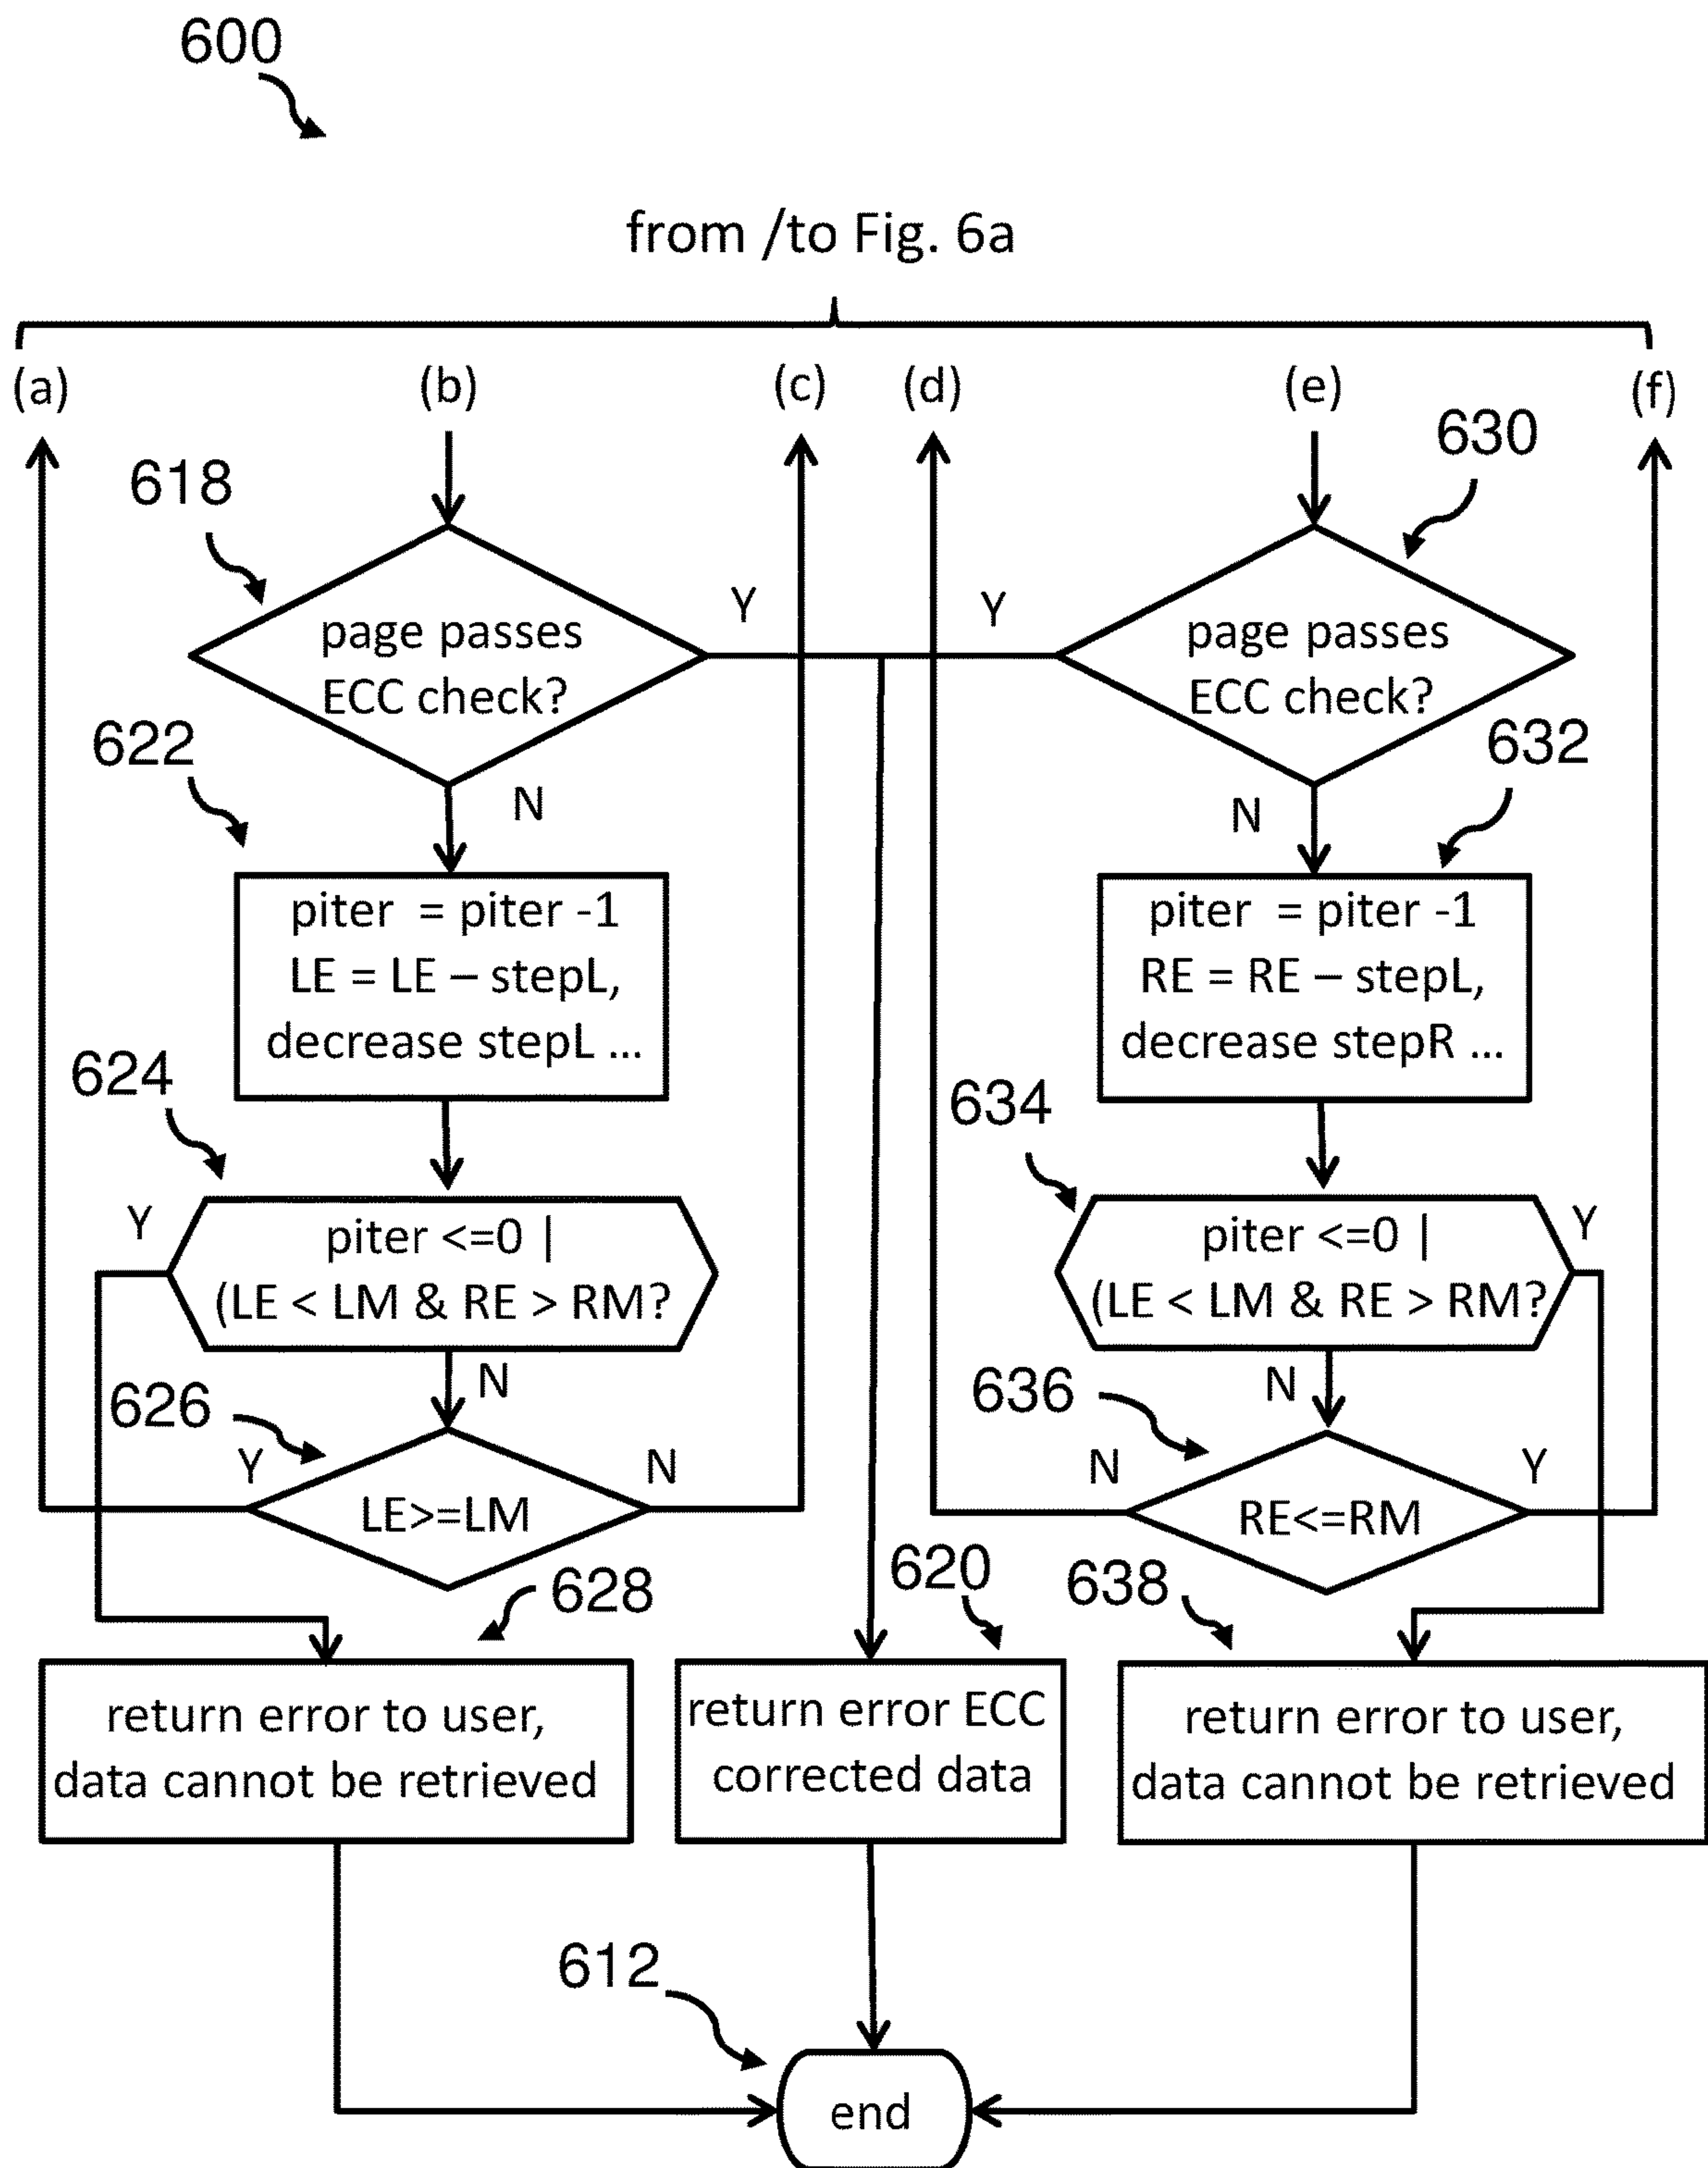 600
from /to Fig. 6a
(a) (b) (c) (d) (e) (f)
618
630
page passes
ECC check?
Y
Y
page passes
ECC check?
622
N
632
N
piter = piter -1
LE = LE – stepL,
decrease stepL ...
piter = piter -1
RE = RE – stepL,
decrease stepR ...
624
634
Y
piter <=0 |
(LE < LM & RE > RM?
piter <=0 |
(LE < LM & RE > RM?
Y
626
N
636
N
Y
LE>=LM
N
N
RE<=RM
Y
628
620
638
return error to user,
data cannot be retrieved
return error ECC
corrected data
return error to user,
data cannot be retrieved
612
end